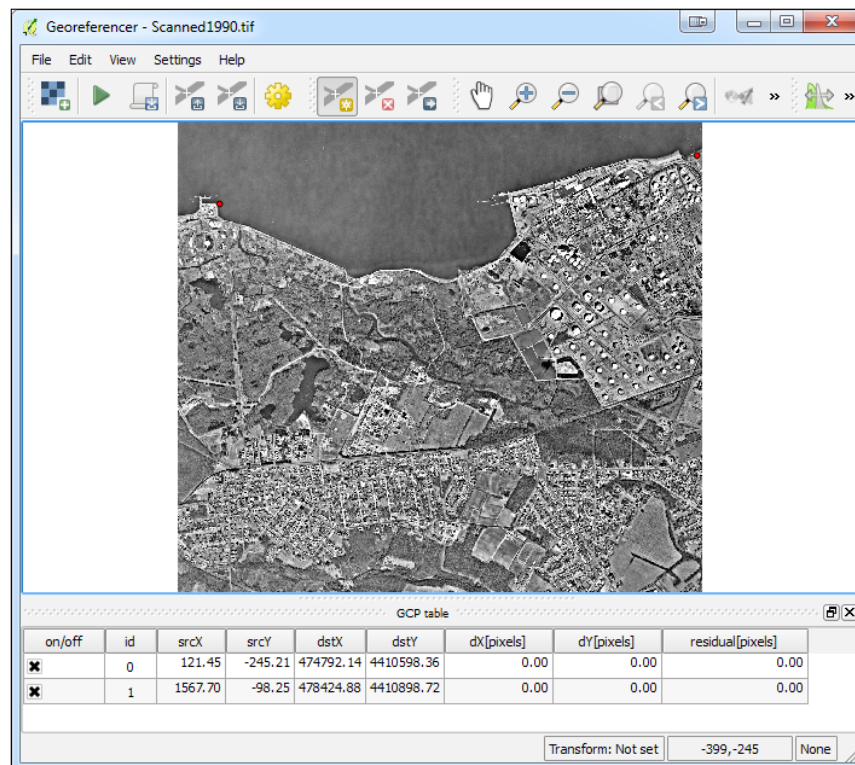 Georeferencer - Scanned1990.tif
File Edit View Settings Help
» »
GCP table
on/off id srcX srcY dstX dstY dX[pixels] dY[pixels] residual[pixels]
0 121.45 -245.21 474792.14 4410598.36 0.00 0.00 0.00
1 1567.70 -98.25 478424.88 4410898.72 0.00 0.00 0.00
Transform: Not set -399,-245 None